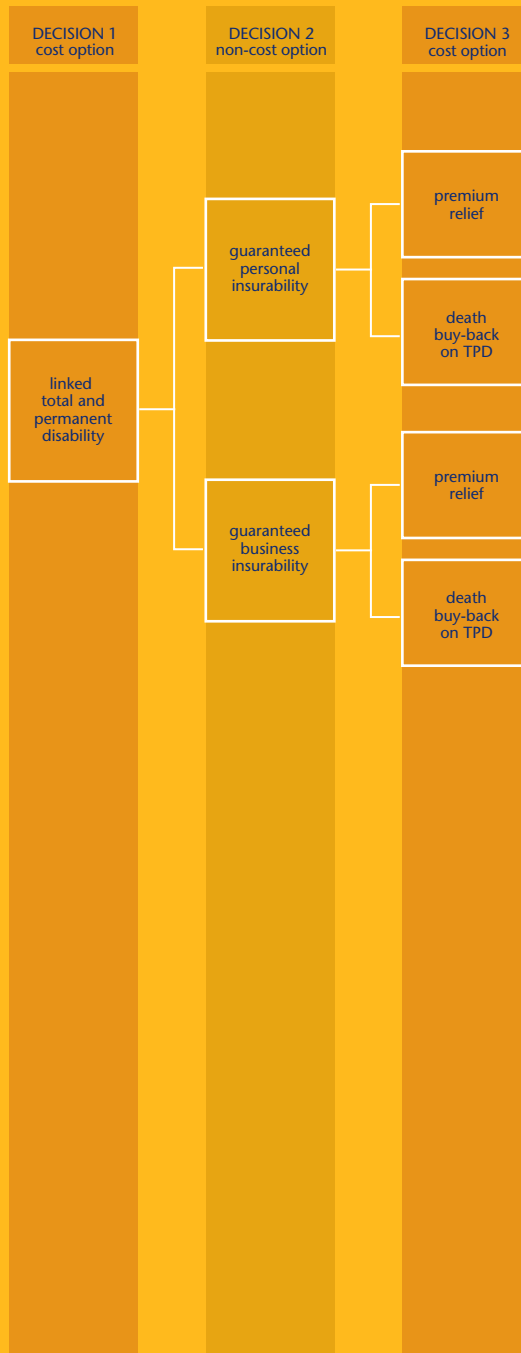 DECISION 1
cost option
DECISION 2
non-cost option
DECISION 3
cost option
linked
total and
permanent
disability
guaranteed
personal
insurability
guaranteed
business
insurability
premium
relief
death
buy-back
on TPD
premium
relief
death
buy-back
on TPD